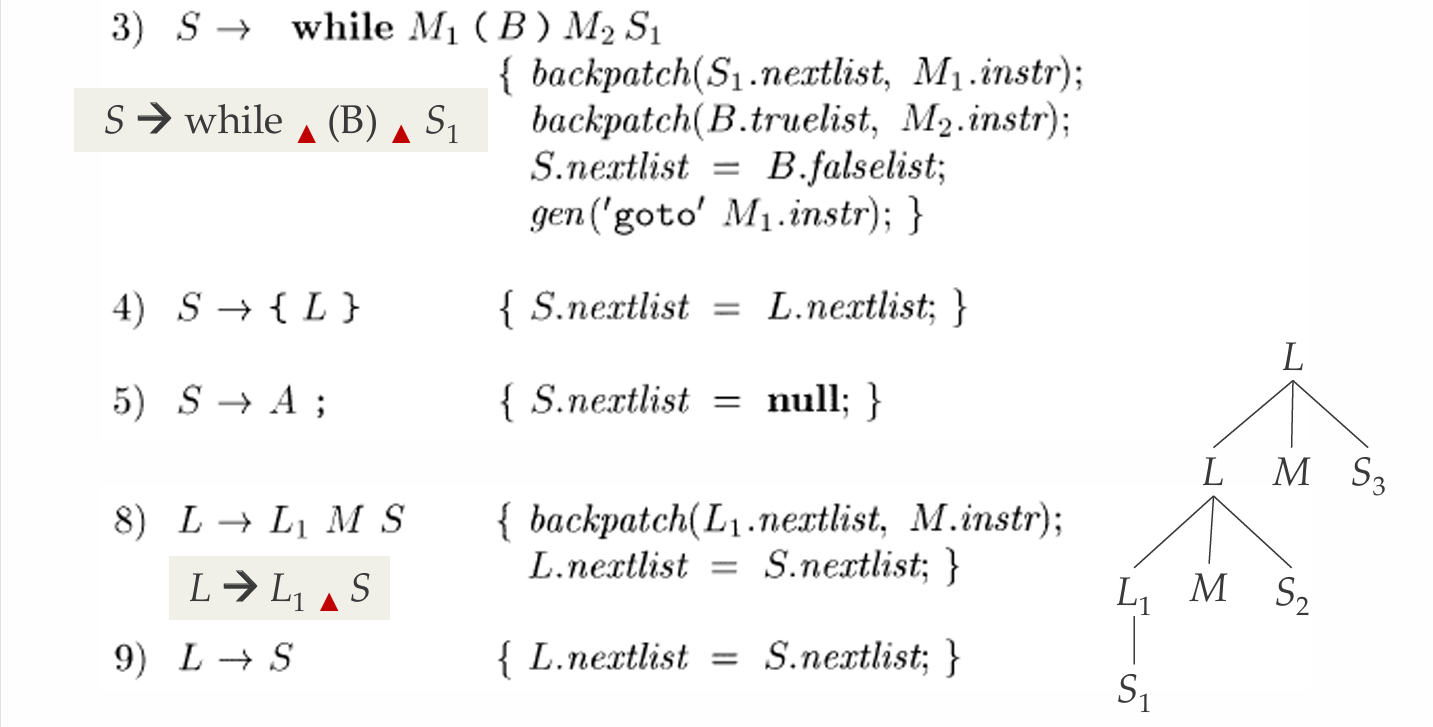 3) S → while M₁ ( B ) M₂ S₁
{ backpatch(S₁.nextlist, M₁.instr);
S → while ▲ (B) ▲ S₁
backpatch(B.truelist, M₂.instr);
S.nextlist = B.falselist;
gen('goto' M₁.instr); }
4) S → { L }
{ S.nextlist = L.nextlist; }
5) S → A ;
{ S.nextlist = null; }
8) L → L₁ M S
{ backpatch(L₁.nextlist, M.instr);
L.nextlist = S.nextlist; }
L → L₁ ▲ S
9) L → S
{ L.nextlist = S.nextlist; }
L
L M S₃
L₁ M S₂
S₁